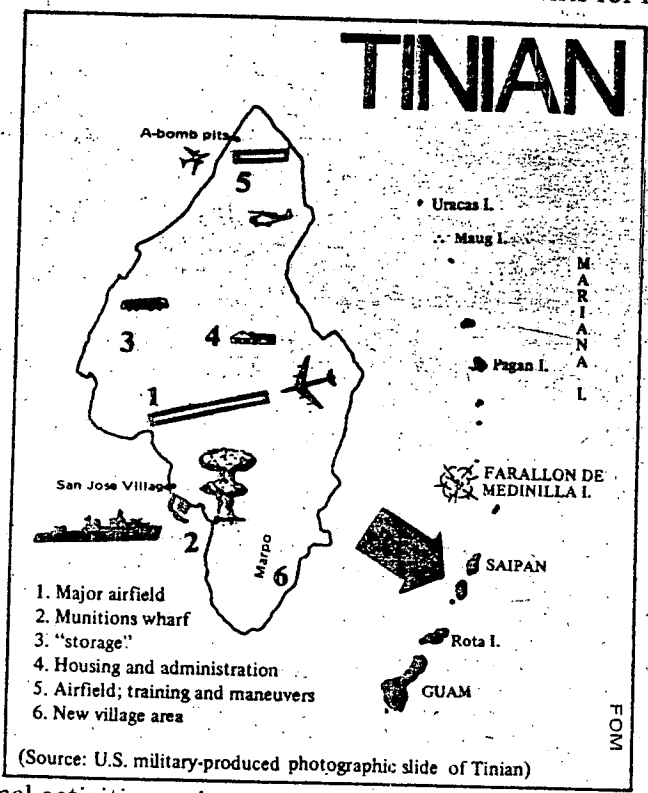 TINIAN
A-bomb pits
5
Uracas I.
Maug I.
MARIANA I.
3
4
Pagan I.
1
San Jose Village
FARALLON DE
MEDINILLA I.
2
Marpo
6
SAIPAN
Rota I.
GUAM
1. Major airfield
2. Munitions wharf
3. "storage"
4. Housing and administration
5. Airfield; training and maneuvers
6. New village area
FOM
(Source: U.S. military-produced photographic slide of Tinian)